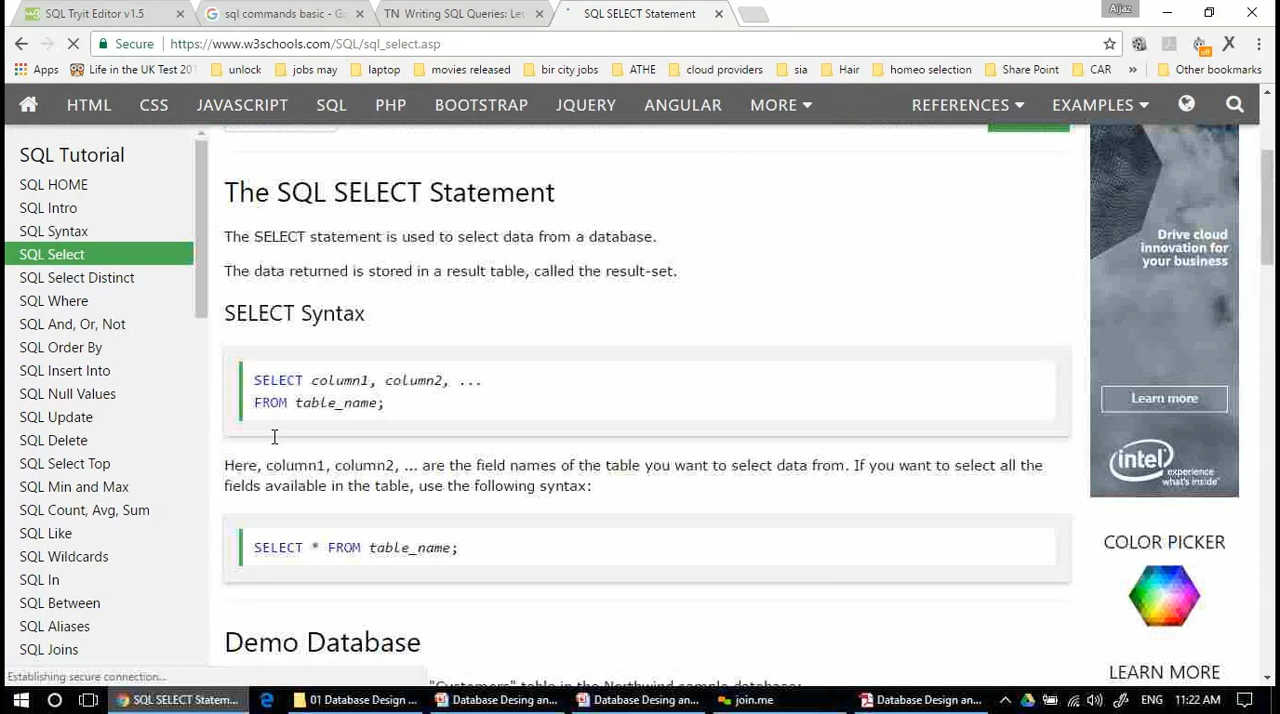 SQL Tryit Editor v1.5
sql commands basic - G
TN Writing SQL Queries: Let
SQL SELECT Statement
Aijaz
Secure
https://www.w3schools.com/SQL/sql_select.asp
Apps
Life in the UK Test 201
unlock
jobs may
laptop
movies released
bir city jobs
ATHE
cloud providers
sia
Hair
homeo selection
Share Point
CAR
»
Other bookmarks
HTML
CSS
JAVASCRIPT
SQL
PHP
BOOTSTRAP
JQUERY
ANGULAR
MORE
REFERENCES
EXAMPLES
SQL Tutorial
SQL HOME
SQL Intro
SQL Syntax
SQL Select
SQL Select Distinct
SQL Where
SQL And, Or, Not
SQL Order By
SQL Insert Into
SQL Null Values
SQL Update
SQL Delete
SQL Select Top
SQL Min and Max
SQL Count, Avg, Sum
SQL Like
SQL Wildcards
SQL In
SQL Between
SQL Aliases
SQL Joins
The SQL SELECT Statement
The SELECT statement is used to select data from a database.
The data returned is stored in a result table, called the result-set.
SELECT Syntax
SELECT column1, column2, ...
FROM table_name;
Here, column1, column2, ... are the field names of the table you want to select data from. If you want to select all the
fields available in the table, use the following syntax:
SELECT * FROM table_name;
Demo Database
"Customers" table in the Northwind sample database:
Drive cloud
innovation for
your business
Learn more
intel
experience
what's inside
COLOR PICKER
LEARN MORE
Establishing secure connection...
SQL SELECT Statem...
01 Database Design ...
Database Desing an...
Database Desing an...
join.me
Database Design an...
ENG
11:22 AM